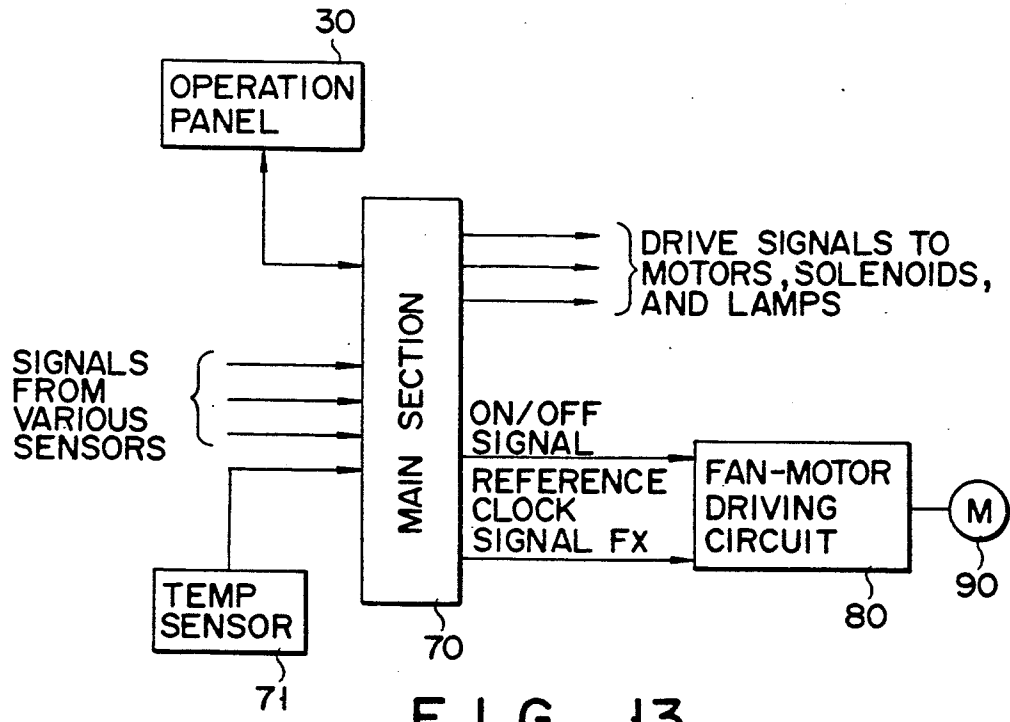 30
OPERATION
PANEL
DRIVE SIGNALS TO
MOTORS, SOLENOIDS,
AND LAMPS
MAIN SECTION
SIGNALS
FROM
VARIOUS
SENSORS
ON/OFF
SIGNAL
REFERENCE
CLOCK
SIGNAL FX
FAN-MOTOR
DRIVING
CIRCUIT
M
90
80
TEMP
SENSOR
70
71
FIG. 13